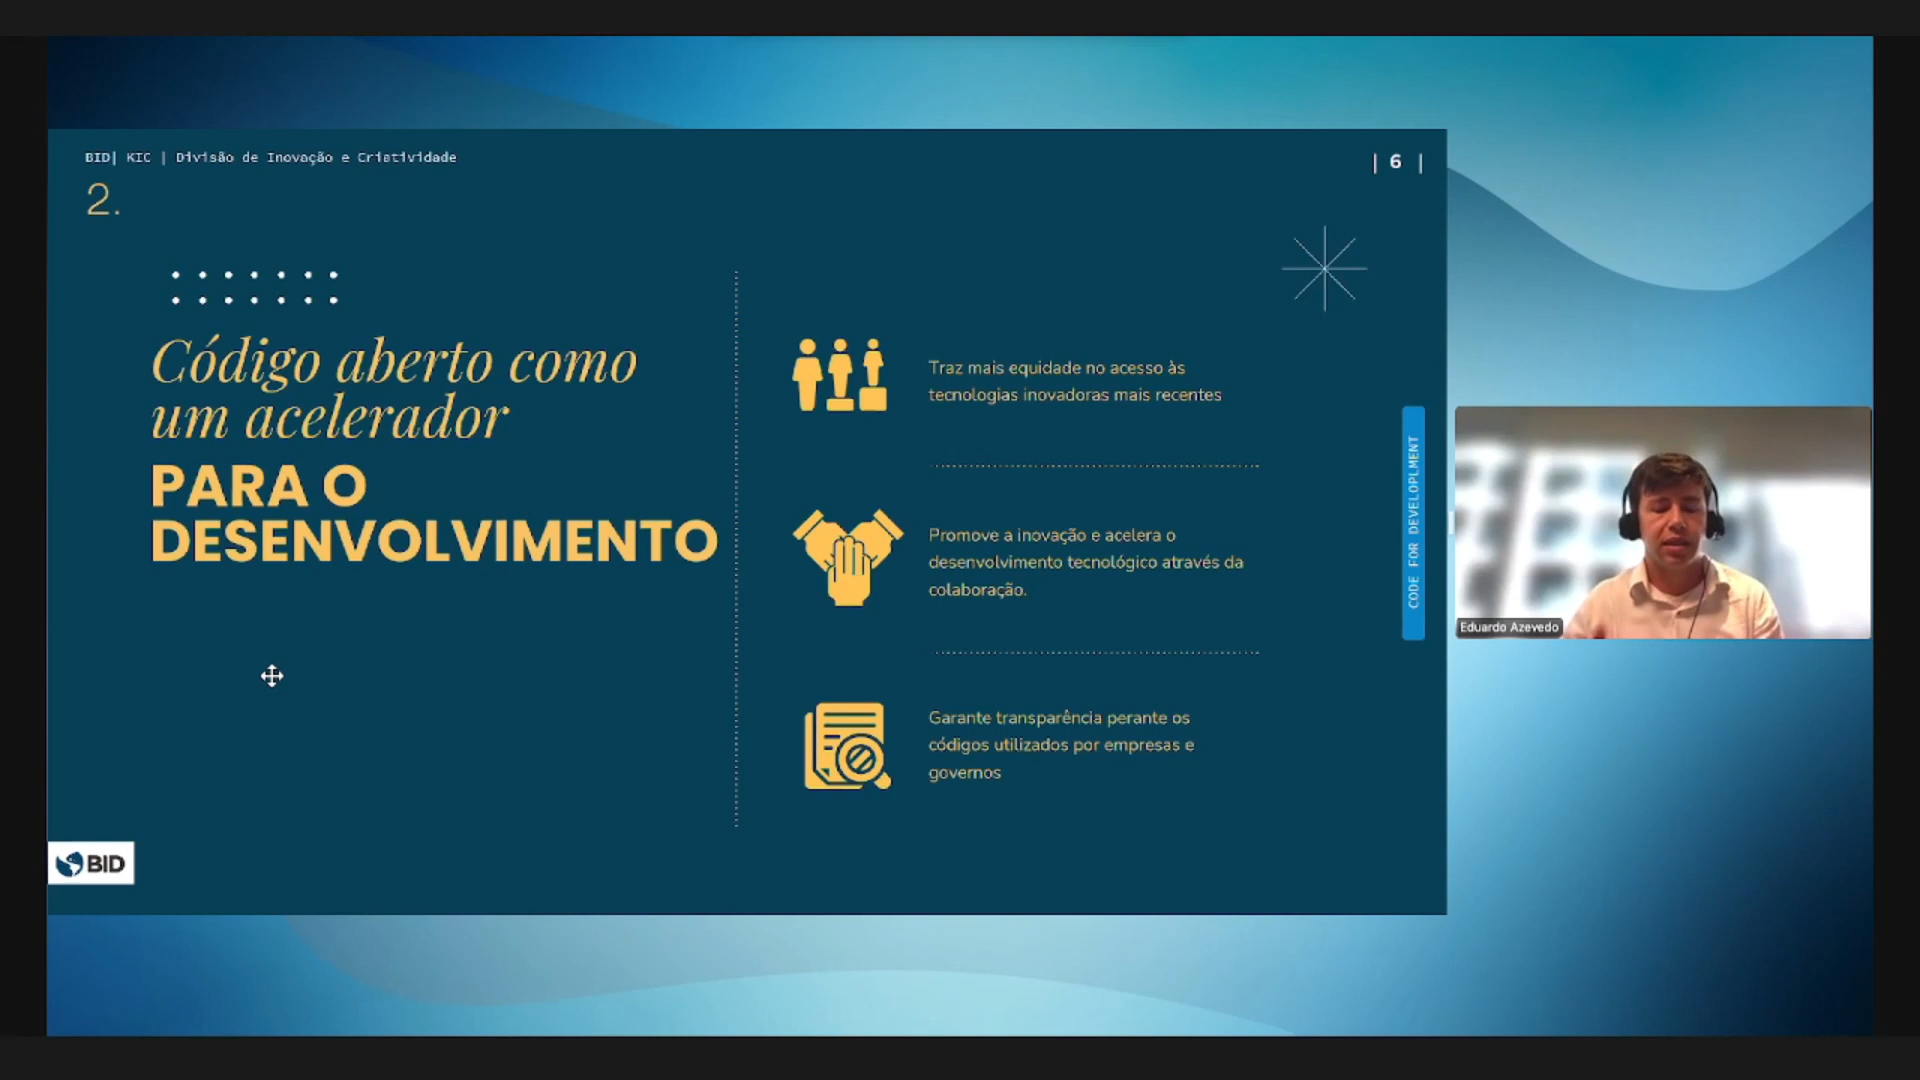 BID| KIC | Divisão de Inovação e Criatividade
| 6 |
2.
Código aberto como
um acelerador
PARA O
DESENVOLVIMENTO
Traz mais equidade no acesso às
tecnologias inovadoras mais recentes
Promove a inovação e acelera o
desenvolvimento tecnológico através da
colaboração.
Garante transparência perante os
códigos utilizados por empresas e
governos
CODE FOR DEVELOPLMENT
Eduardo Azevedo
BID